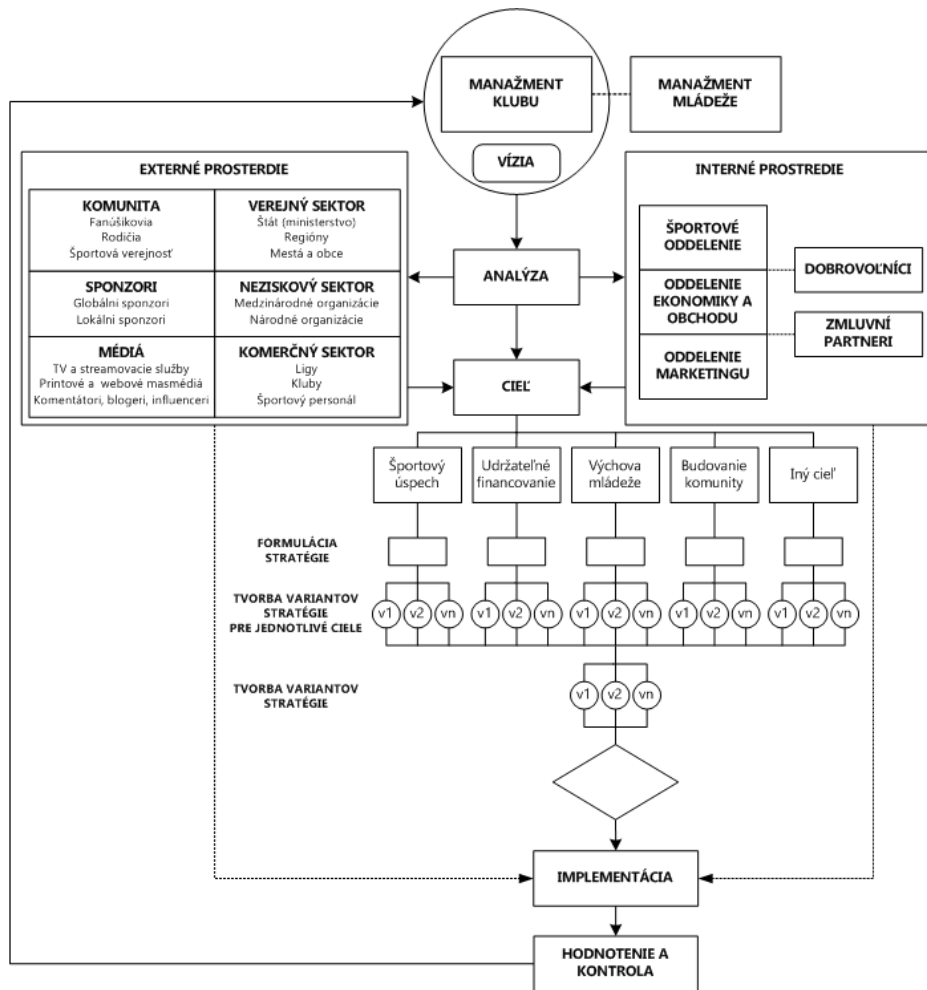 MANAŽMENT
KLUBU
MANAŽMENT
MLÁDEŽE
VÍZIA
EXTERNÉ PROSTERDIE
KOMUNITA
Fanúšikovia
Rodičia
Športová verejnosť
VEREJNÝ SEKTOR
Štát (ministerstvo)
Regióny
Mestá a obce
SPONZORI
Globálni sponzori
Lokálni sponzori
NEZISKOVÝ SEKTOR
Medzinárodné organizácie
Národné organizácie
MÉDIÁ
TV a streamovacie služby
Printové a webové masmédiá
Komentátori, blogeri, influenceri
KOMERČNÝ SEKTOR
Ligy
Kluby
Športový personál
ANALÝZA
CIEĽ
INTERNÉ PROSTREDIE
ŠPORTOVÉ
ODDELENIE
ODDELENIE
EKONOMIKY A
OBCHODU
ODDELENIE
MARKETINGU
DOBROVOĽNÍCI
ZMLUVNÍ
PARTNERI
Športový
úspech
Udržateľné
financovanie
Výchova
mládeže
Budovanie
komunity
Iný cieľ
FORMULÁCIA
STRATÉGIE
TVORBA VARIANTOV
STRATÉGIE
PRE JEDNOTLIVÉ CIELE
v1 v2 vn v1 v2 vn v1 v2 vn v1 v2 vn v1 v2 vn
TVORBA VARIANTOV
STRATÉGIE
v1 v2 vn
IMPLEMENTÁCIA
HODNOTENIE A
KONTROLA